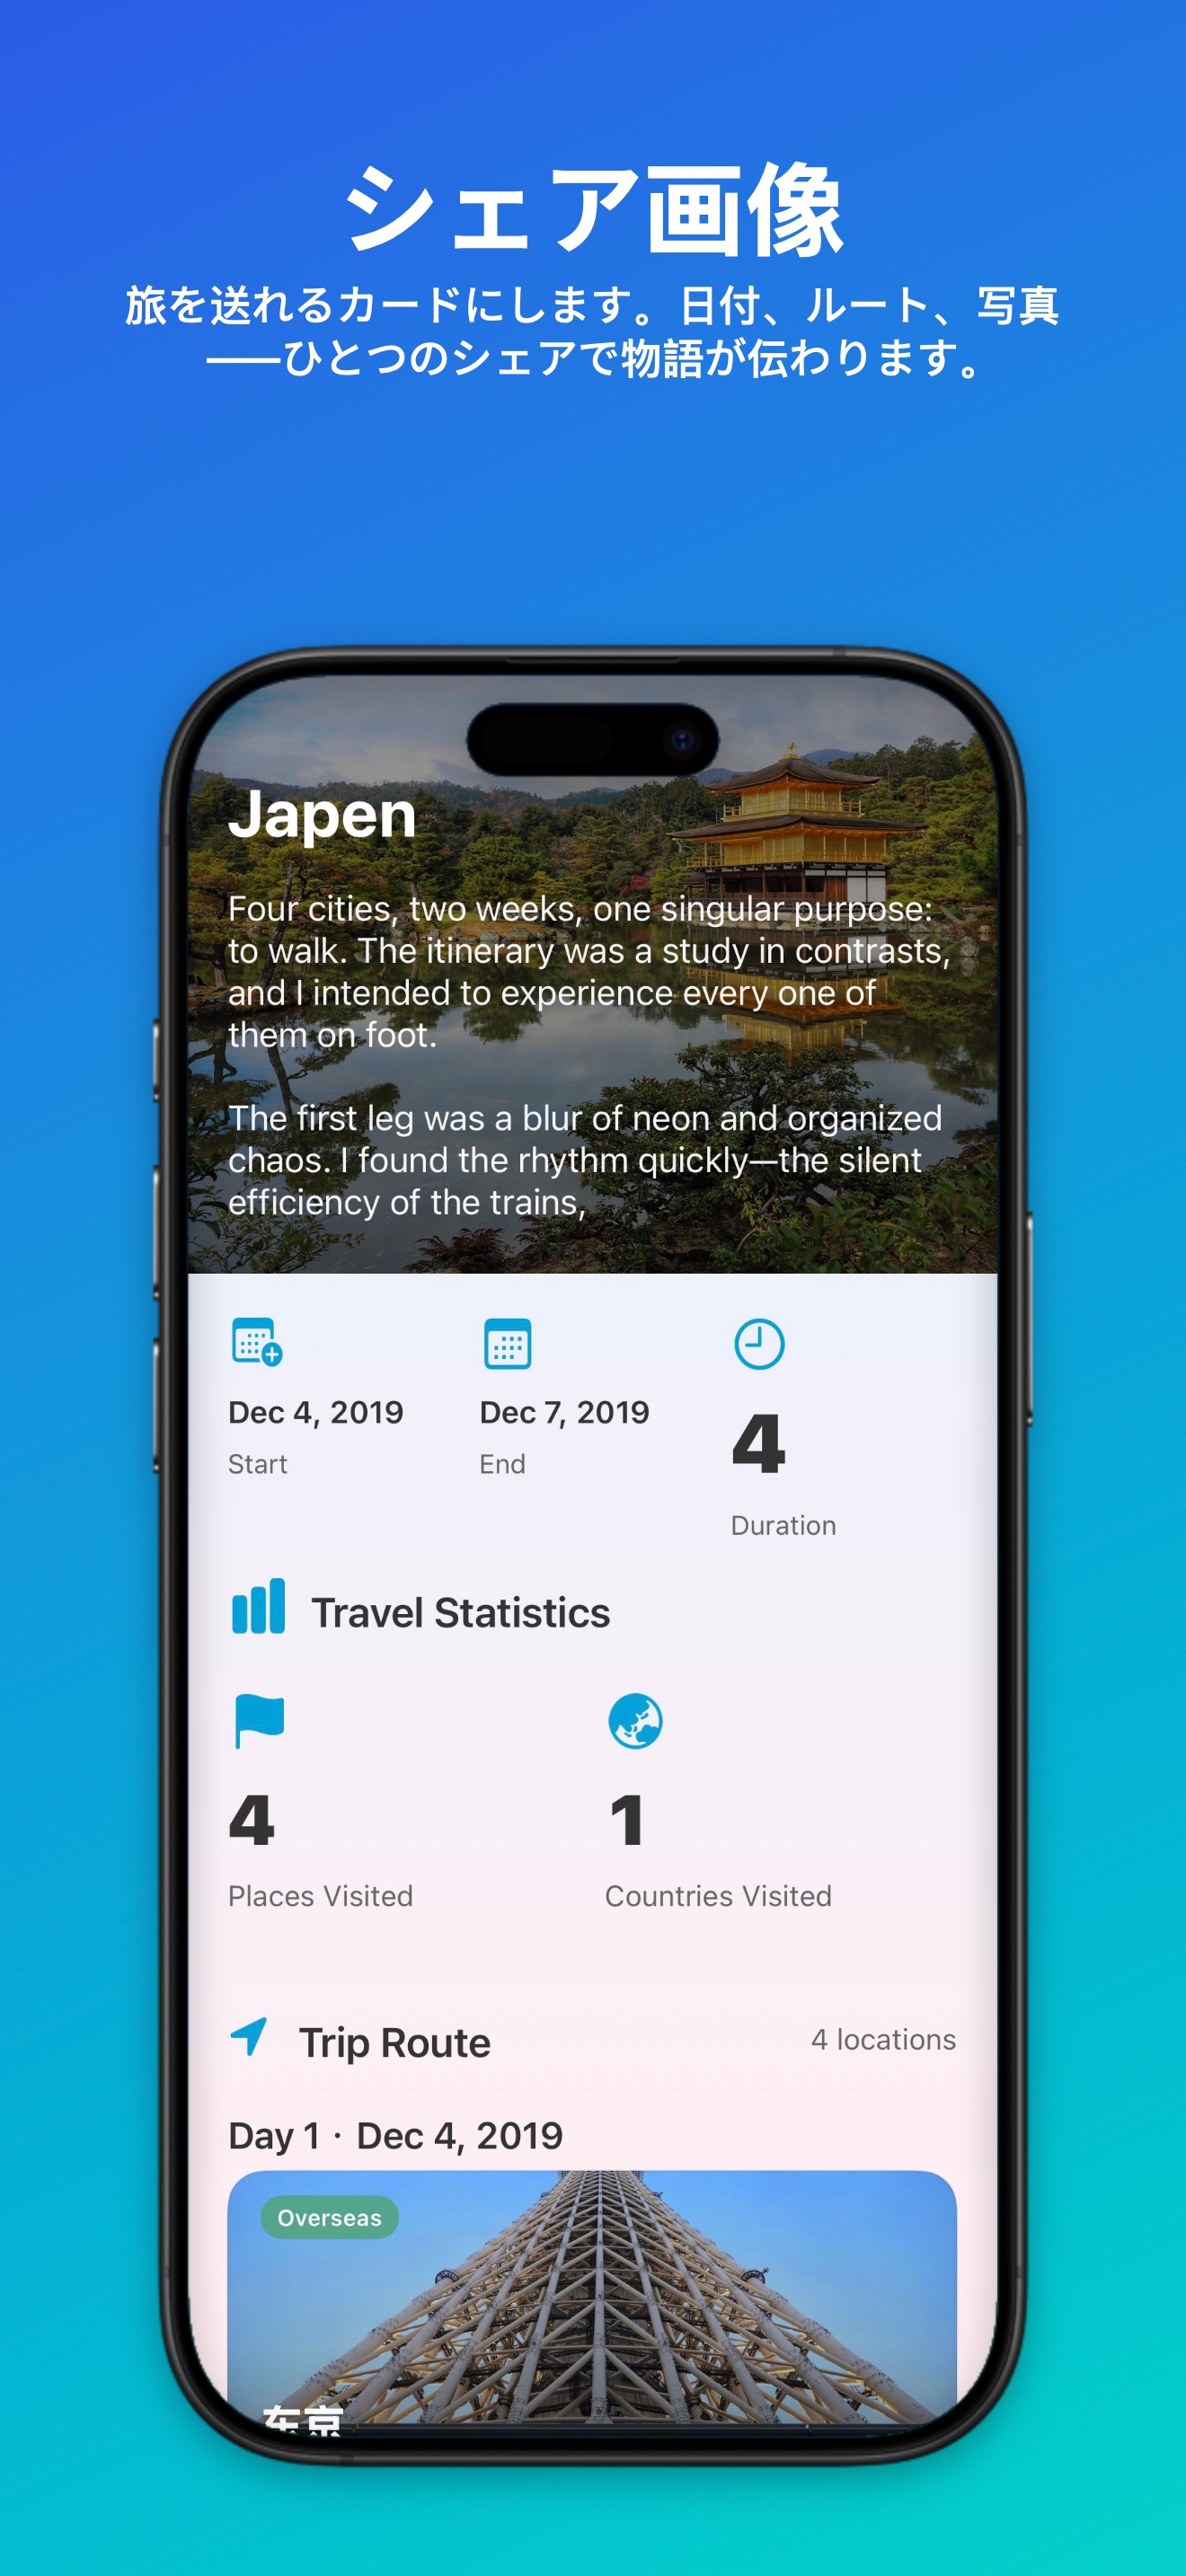 シェア画像
旅を送れるカードにします。日付、ルート、写真
——ひとつのシェアで物語が伝わります。
Japen
Four cities, two weeks, one singular purpose:
to walk. The itinerary was a study in contrasts,
and I intended to experience every one of
them on foot.
The first leg was a blur of neon and organized
chaos. I found the rhythm quickly—the silent
efficiency of the trains,
Dec 4, 2019
Start
Dec 7, 2019
End
4
Duration
Travel Statistics
4
Places Visited
1
Countries Visited
Trip Route
4 locations
Day 1 · Dec 4, 2019
Overseas
东京